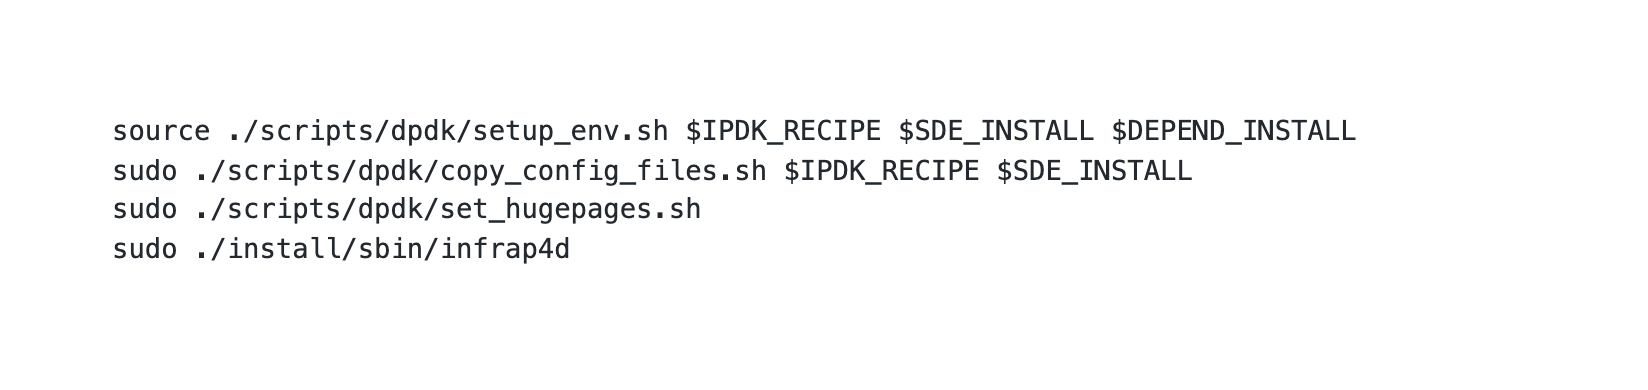 source ./scripts/dpdk/setup_env.sh $IPDK_RECIPE $SDE_INSTALL $DEPEND_INSTALL
sudo ./scripts/dpdk/copy_config_files.sh $IPDK_RECIPE $SDE_INSTALL
sudo ./scripts/dpdk/set_hugepages.sh
sudo ./install/sbin/infrap4d